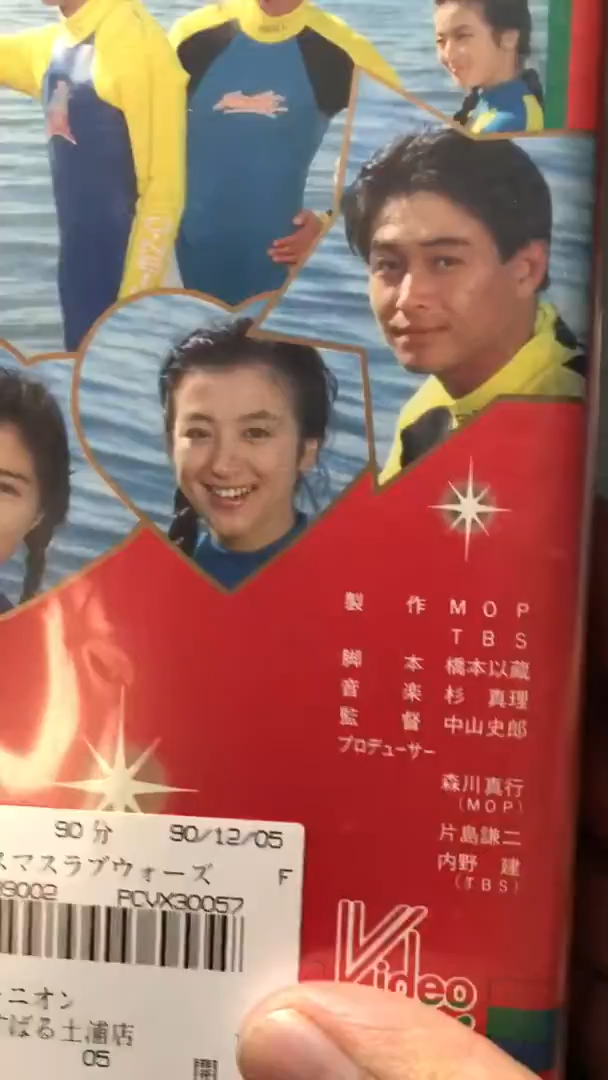 製作 MOP
TBS
脚本 橋本以蔵
音楽 杉 真理
監督 中山史郎
プロデューサー
森川真行
(MOP)
片島謙二
内野 建
(TBS)
90分 90/12/05
スマスラブウォーズ F
9002 PCVX30057
ニオン
すばる土浦店
05 開
Video